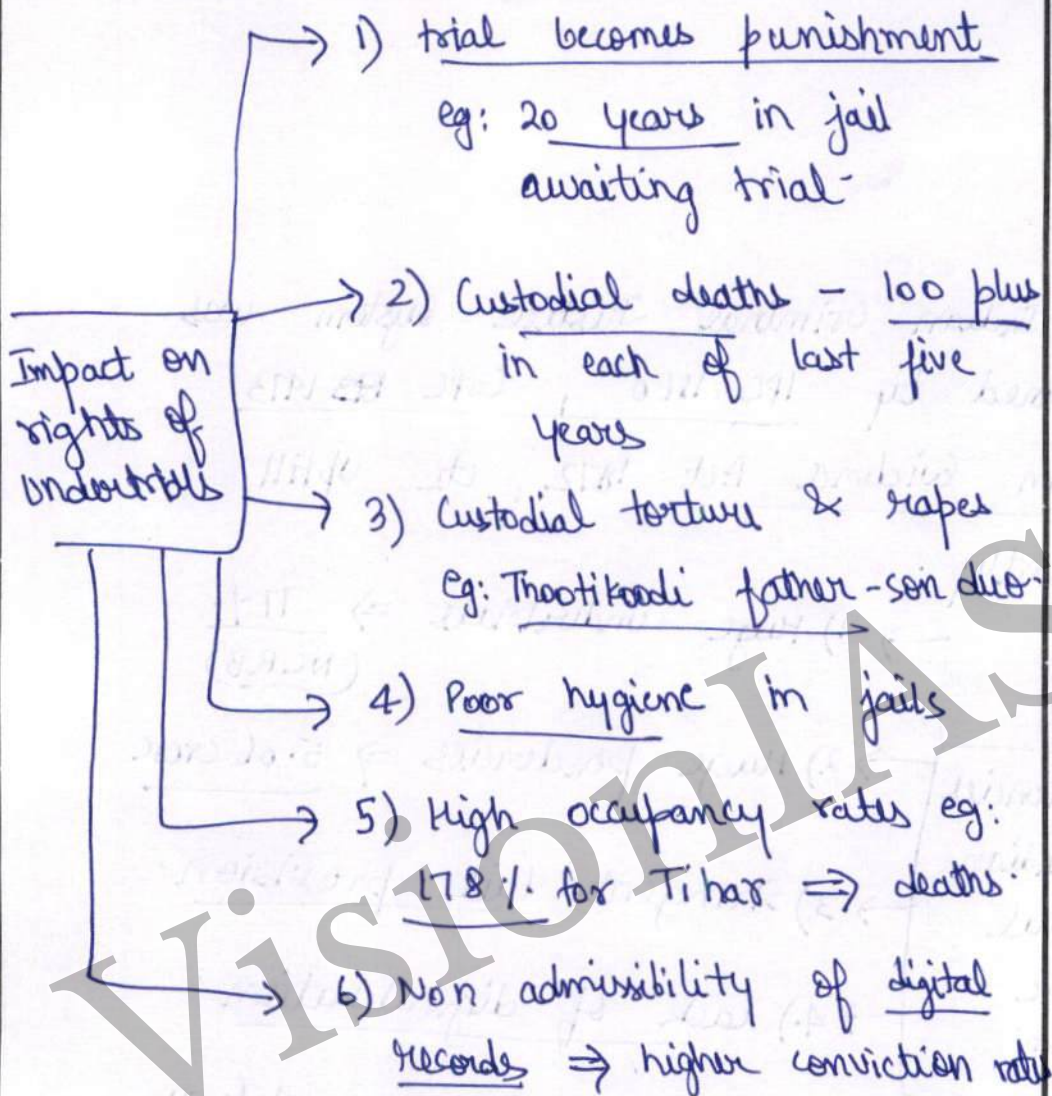 1) trial becomes punishment
eg: 20 years in jail
awaiting trial
Impact on
rights of
undertrials
2) Custodial deaths - 100 plus
in each of last five
years
3) Custodial torture & rapes
eg: Thootikoodi father-son duo.
4) Poor hygiene in jails
5) High occupancy rates eg:
178% for Tihar ⇒ deaths.
6) Non admissibility of digital
records ⇒ higher conviction rates
VisionIAS